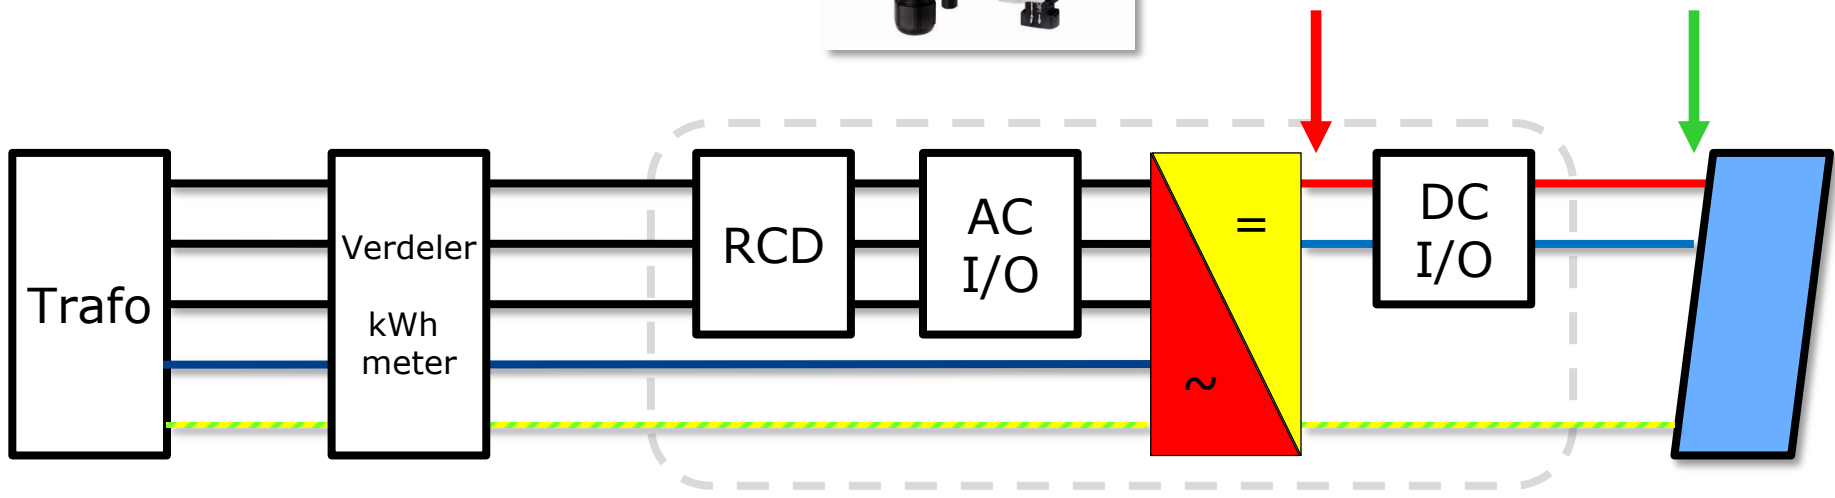 Trafo
Verdeler
kWh
meter
RCD
AC
I/O
=
~
DC
I/O